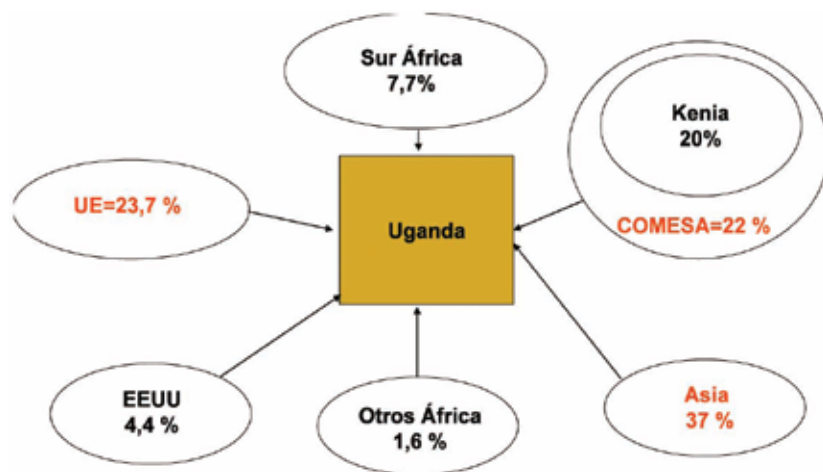 Sur África
7,7%
Kenia
20%
COMESA=22 %
UE=23,7 %
Uganda
EEUU
4,4 %
Otros África
1,6 %
Asia
37 %